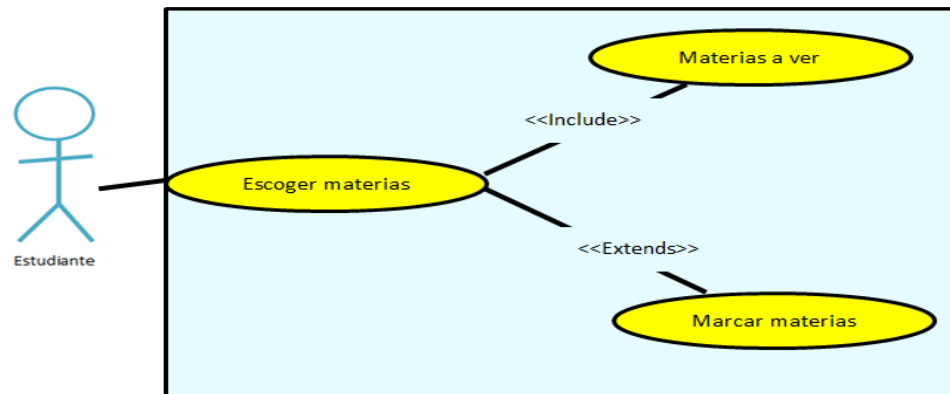 Materias a ver
<<Include>>
Escoger materias
<<Extends>>
Estudiante
Marcar materias